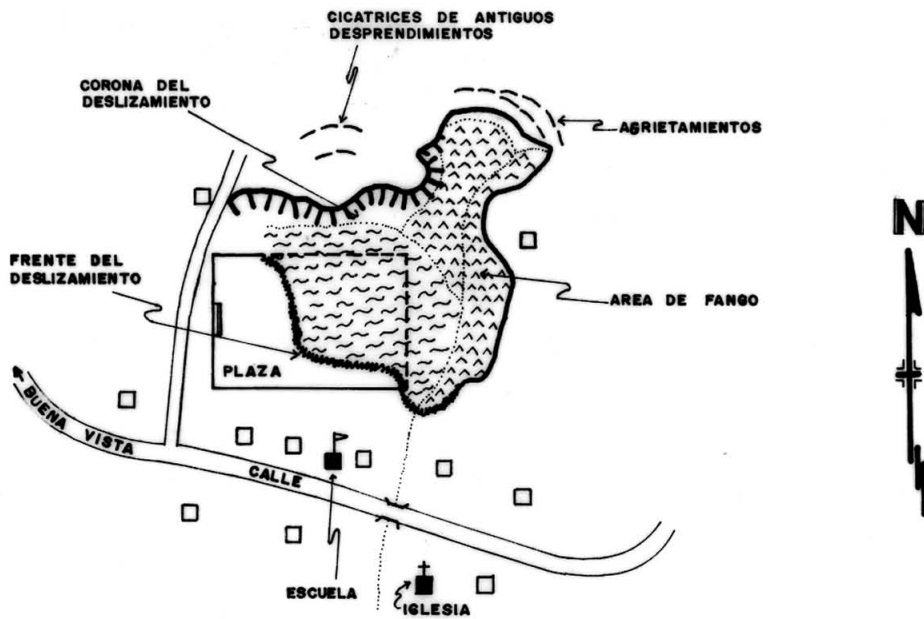 CICATRICES DE ANTIGUOS
DESPRENDIMIENTOS
CORONA DEL
DESLIZAMIENTO
AGRIETAMIENTOS
N
FRENTE DEL
DESLIZAMIENTO
AREA DE FANGO
PLAZA
BUENA VISTA
CALLE
ESCUELA
IGLESIA